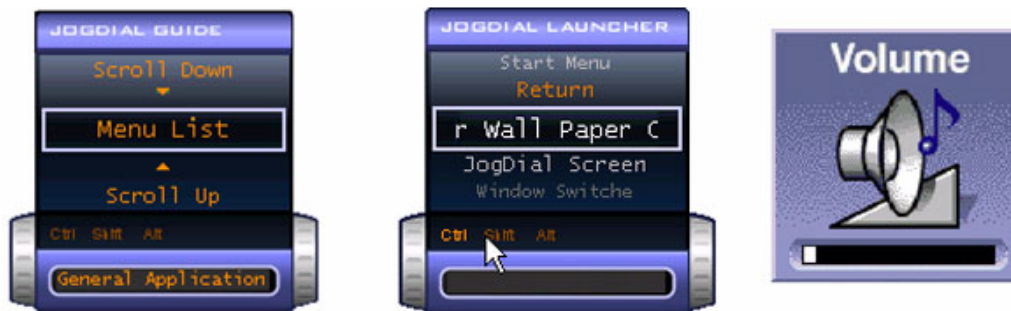 JOGDIAL GUIDE
Scroll Down
Menu List
Scroll Up
Ctrl Shift Alt
General Application
JOGDIAL LAUNCHER
Start Menu
Return
r Wall Paper C
JogDial Screen
Window Switche
Ctrl Shift Alt
Volume